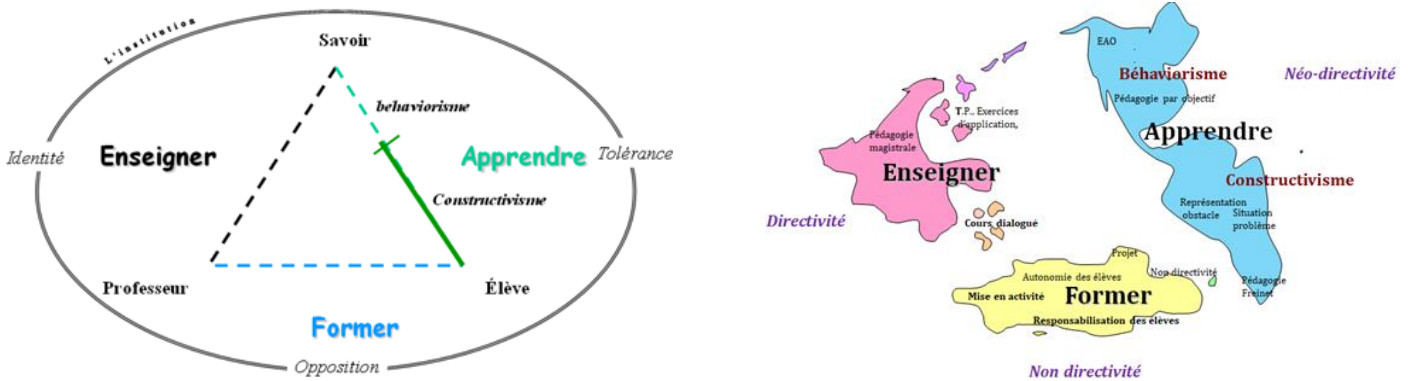 L'institution
Savoir
behaviorisme
Identité
Enseigner
Apprendre
Tolérance
Constructivisme
Professeur
Élève
Former
Opposition
EAO
Béhaviorisme
Néo-directivité
Pédagogie par objectif
T.P.. Exercices
d'application,
Pédagogie
magistrale
Apprendre
Enseigner
Constructivisme
Représentation
obstacle
Situation
problème
Directivité
Cours dialogué
Projet
Autonomie des élèves
Non directivité
Pédagogie
Freinet
Mise en activité
Former
Responsabilisation des élèves
Non directivité